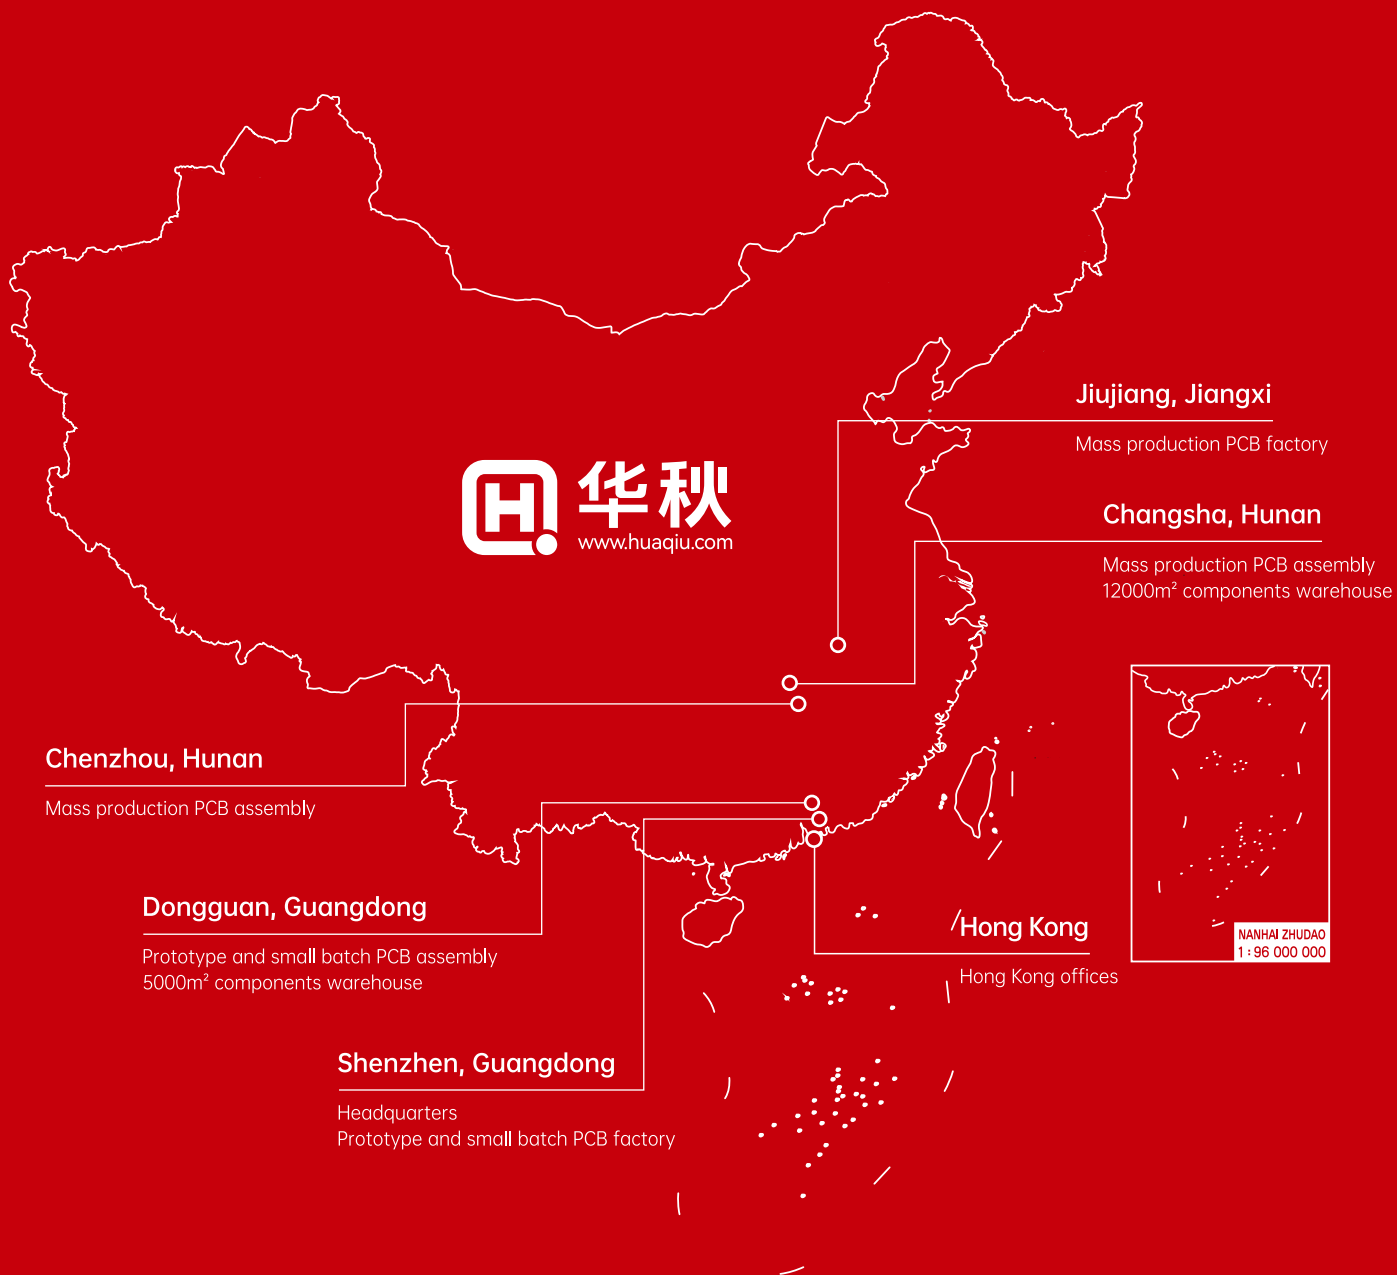 Jiujiang, Jiangxi
Mass production PCB factory
H
华秋
www.huaqiu.com
Changsha, Hunan
Mass production PCB assembly
12000m² components warehouse
Chenzhou, Hunan
Mass production PCB assembly
Dongguan, Guangdong
Prototype and small batch PCB assembly
5000m² components warehouse
Hong Kong
Hong Kong offices
NANHAI ZHUDAO
1:96 000 000
Shenzhen, Guangdong
Headquarters
Prototype and small batch PCB factory